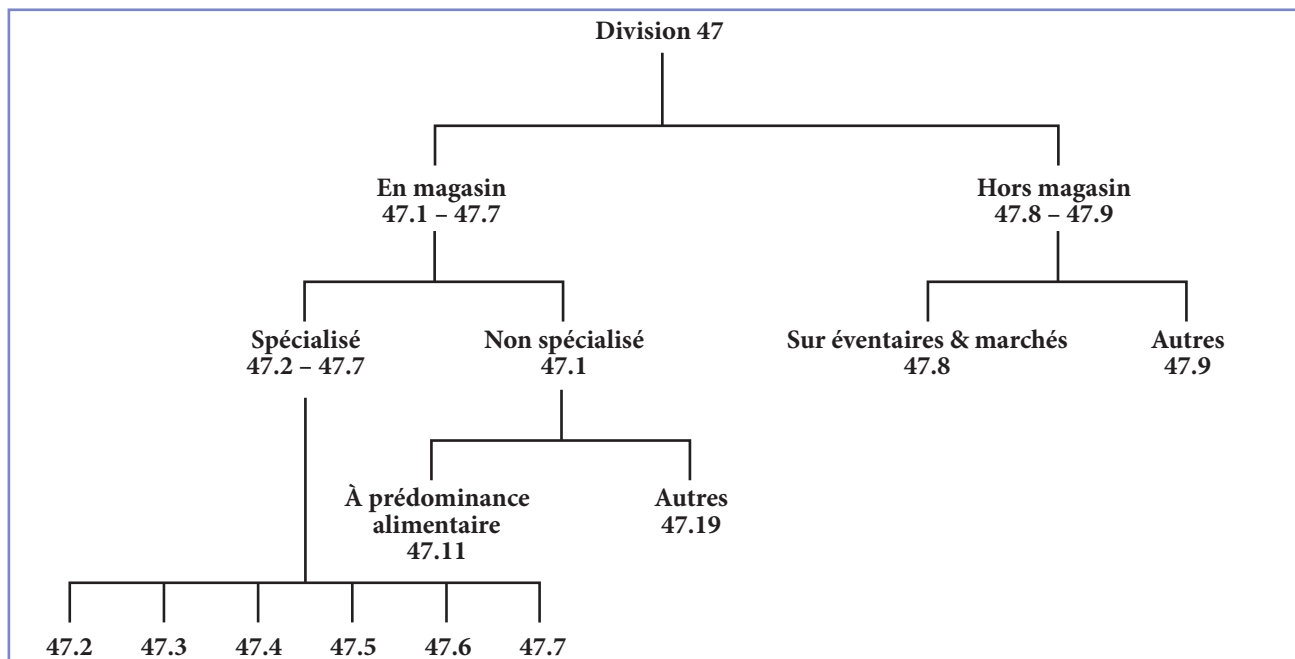 Division 47
En magasin
47.1 – 47.7
Hors magasin
47.8 – 47.9
Spécialisé
47.2 – 47.7
Non spécialisé
47.1
Sur éventaires & marchés
47.8
Autres
47.9
À prédominance
alimentaire
47.11
Autres
47.19
47.2
47.3
47.4
47.5
47.6
47.7